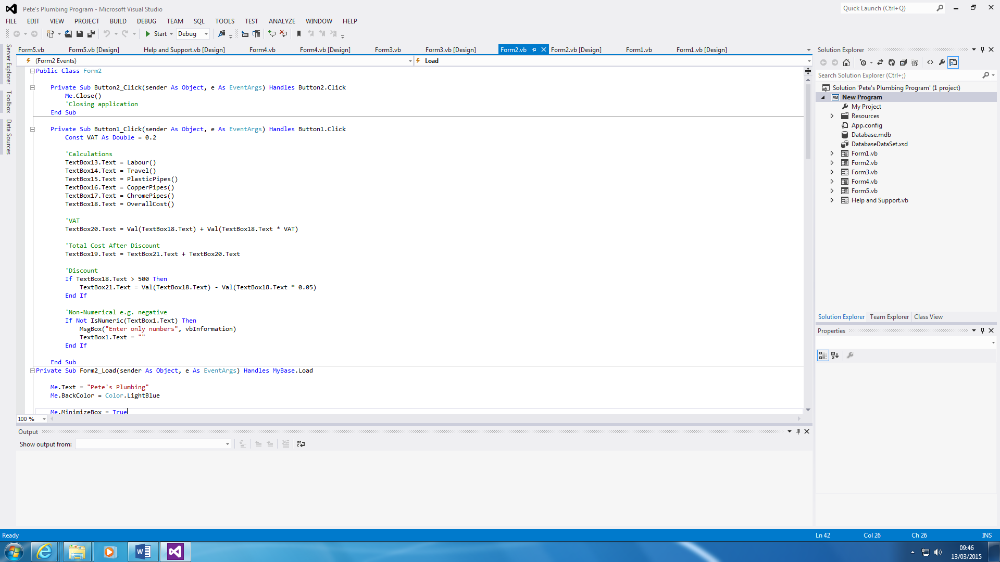 Pete's Plumbing Program - Microsoft Visual Studio
Quick Launch (Ctrl+Q)
FILE EDIT VIEW PROJECT BUILD DEBUG TEAM SQL TOOLS TEST ANALYZE WINDOW HELP
Start Debug
Server Explorer
Toolbox
Data Sources
Form5.vb Form5.vb [Design] Help and Support.vb [Design] Form4.vb Form4.vb [Design] Form3.vb Form3.vb [Design] Form2.vb Form2.vb [Design] Form1.vb Form1.vb [Design]
(Form2 Events) Load
Public Class Form2
Private Sub Button2_Click(sender As Object, e As EventArgs) Handles Button2.Click
Me.Close()
'Closing application
End Sub
Private Sub Button1_Click(sender As Object, e As EventArgs) Handles Button1.Click
Const VAT As Double = 0.2
'Calculations
TextBox13.Text = Labour()
TextBox14.Text = Travel()
TextBox15.Text = PlasticPipes()
TextBox16.Text = CopperPipes()
TextBox17.Text = ChromePipes()
TextBox18.Text = OverallCost()
'VAT
TextBox20.Text = Val(TextBox18.Text) + Val(TextBox18.Text * VAT)
'Total Cost After Discount
TextBox19.Text = TextBox21.Text + TextBox20.Text
'Discount
If TextBox18.Text > 500 Then
TextBox21.Text = Val(TextBox18.Text) - Val(TextBox18.Text * 0.05)
End If
'Non-Numerical e.g. negative
If Not IsNumeric(TextBox1.Text) Then
MsgBox("Enter only numbers", vbInformation)
TextBox1.Text = ""
End If
End Sub
Private Sub Form2_Load(sender As Object, e As EventArgs) Handles MyBase.Load
Me.Text = "Pete's Plumbing"
Me.BackColor = Color.LightBlue
Me.MinimizeBox = True
100 %
Output
Show output from:
Solution Explorer
Search Solution Explorer (Ctrl+;)
Solution 'Pete's Plumbing Program' (1 project)
VB New Program
My Project
Resources
App.config
Database.mdb
DatabaseDataSet.xsd
Form1.vb
Form2.vb
Form3.vb
Form4.vb
Form5.vb
Help and Support.vb
Solution Explorer Team Explorer Class View
Properties
Ready Ln 42 Col 26 Ch 26 INS
09:46
13/03/2015